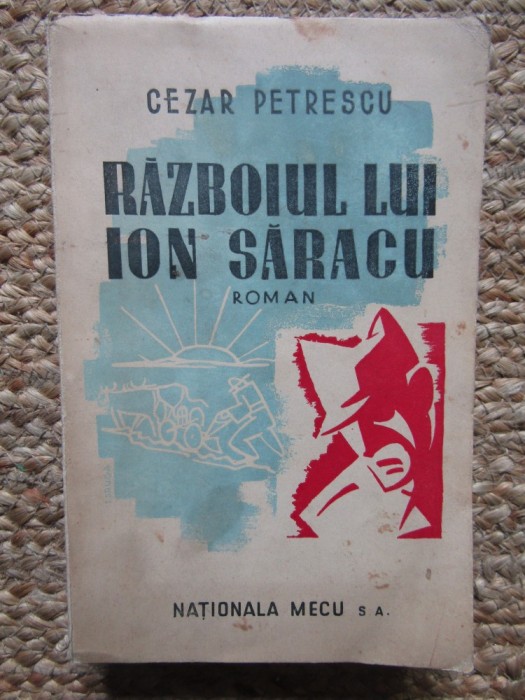 CEZAR PETRESCU
RĂZBOIUL LUI
ION SĂRACU
ROMAN
NAȚIONALA MECU S A.